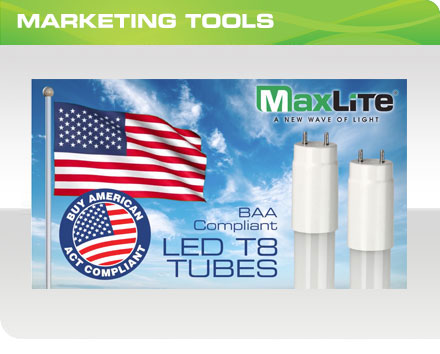 MARKETING TOOLS
MAXLITE®
A NEW WAVE OF LIGHT
BUY AMERICAN
ACT COMPLIANT
BAA
Compliant
LED T8
TUBES